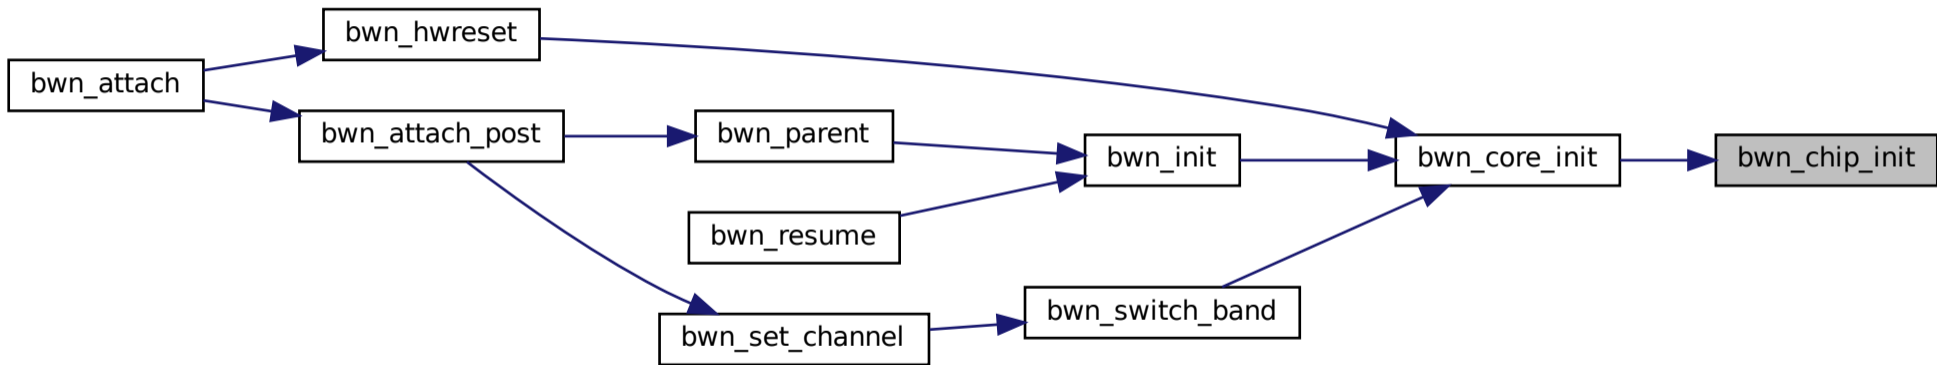 bwn_hwreset
bwn_attach
bwn_attach_post
bwn_parent
bwn_init
bwn_core_init
bwn_chip_init
bwn_resume
bwn_switch_band
bwn_set_channel